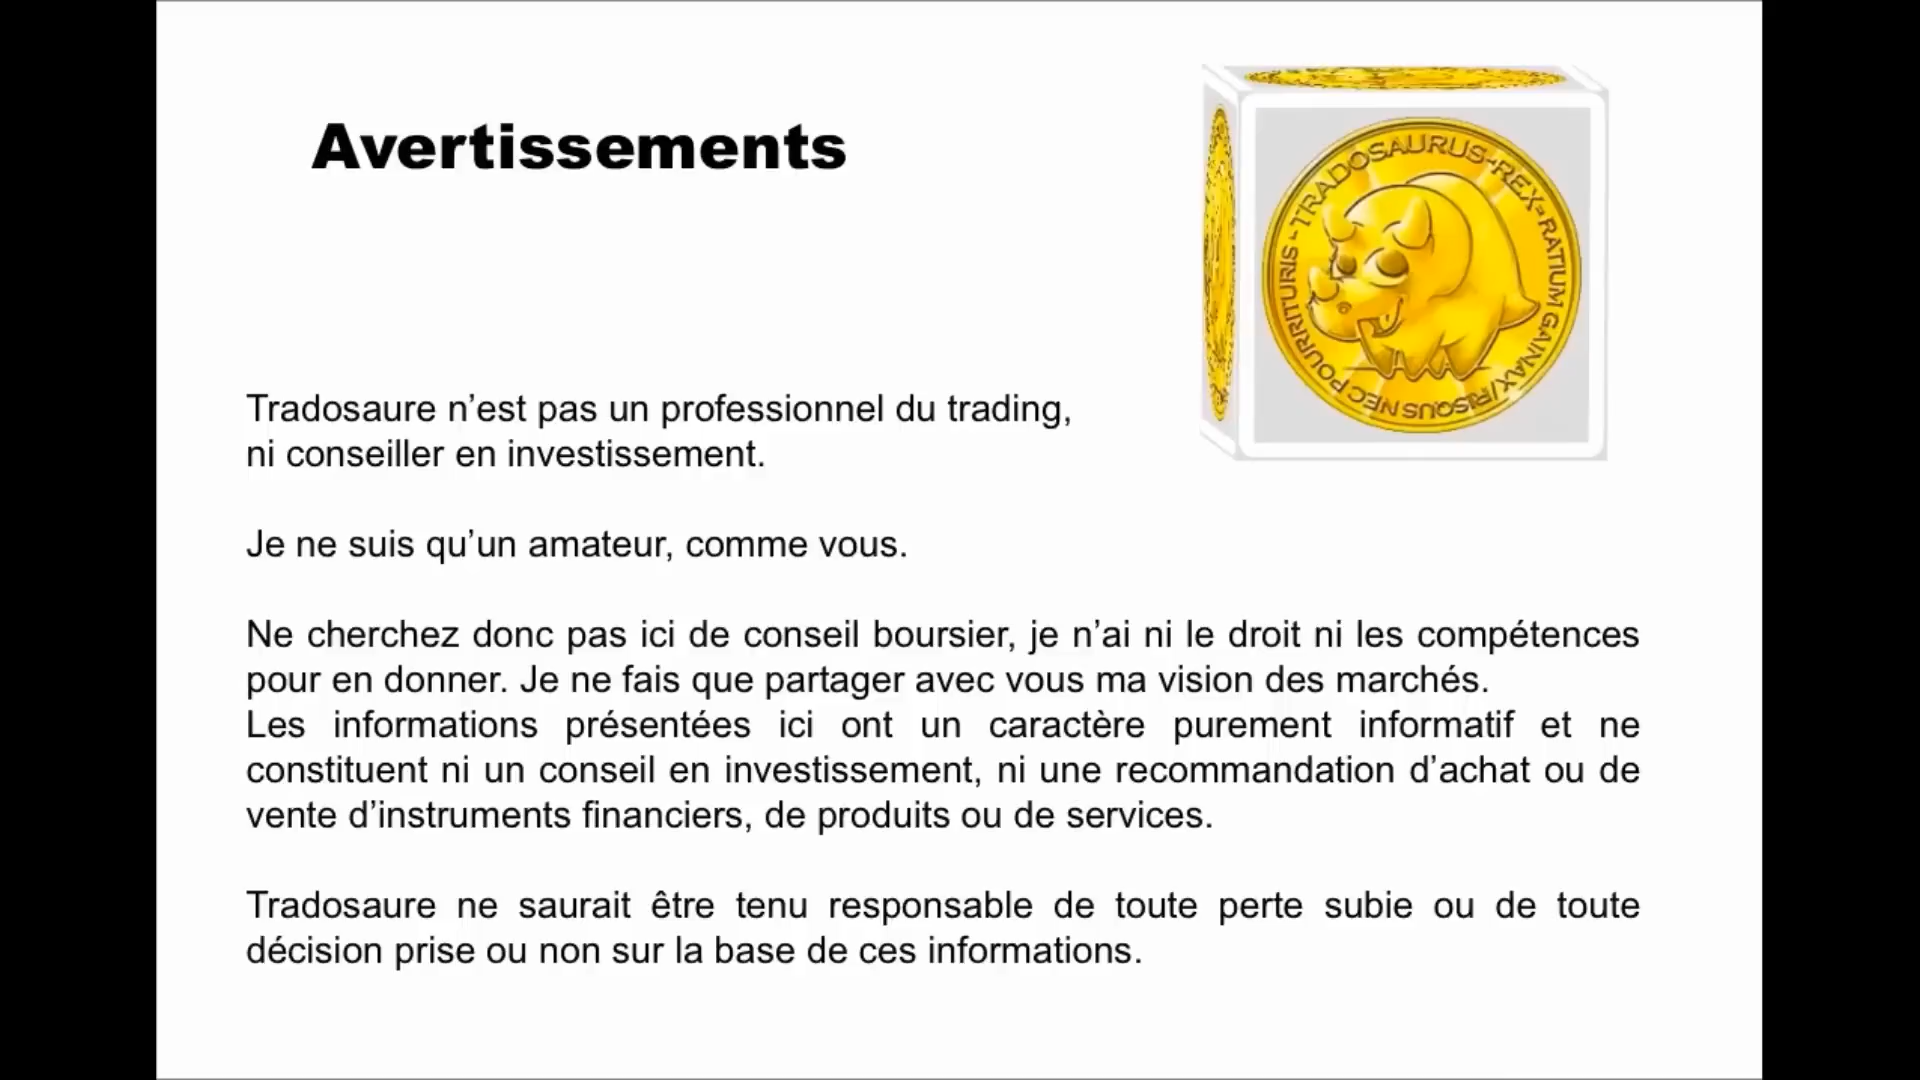 Avertissements
TRADOSAURUS-REX-RATIUM GAINAX/RISQUS NEC POURRITURIS -
Tradosaure n’est pas un professionnel du trading,
ni conseiller en investissement.
Je ne suis qu’un amateur, comme vous.
Ne cherchez donc pas ici de conseil boursier, je n’ai ni le droit ni les compétences
pour en donner. Je ne fais que partager avec vous ma vision des marchés.
Les informations présentées ici ont un caractère purement informatif et ne
constituent ni un conseil en investissement, ni une recommandation d’achat ou de
vente d’instruments financiers, de produits ou de services.
Tradosaure ne saurait être tenu responsable de toute perte subie ou de toute
décision prise ou non sur la base de ces informations.